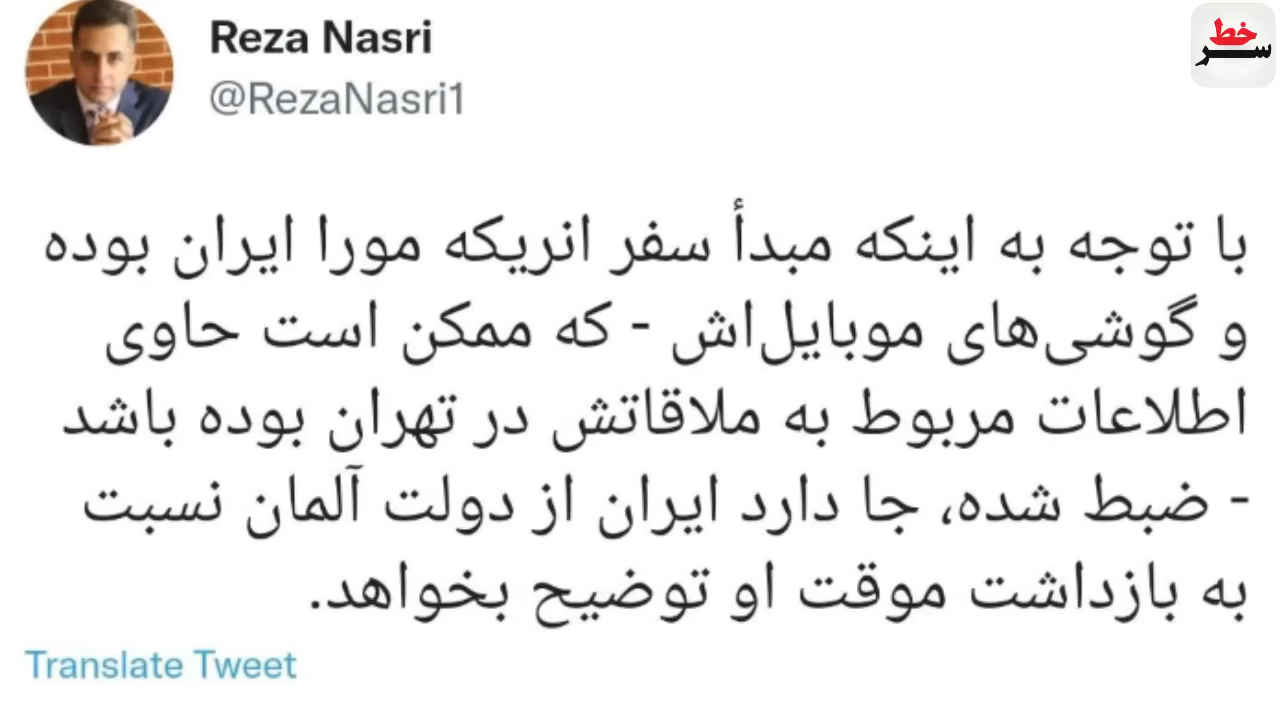 Reza Nasri
@RezaNasri1
خط
سر
با توجه به اینکه مبدأ سفر انریکه مورا ایران بوده
و گوشی‌های موبایل‌اش - که ممکن است حاوی
اطلاعات مربوط به ملاقاتش در تهران بوده باشد
- ضبط شده، جا دارد ایران از دولت آلمان نسبت
به بازداشت موقت او توضیح بخواهد.
Translate Tweet